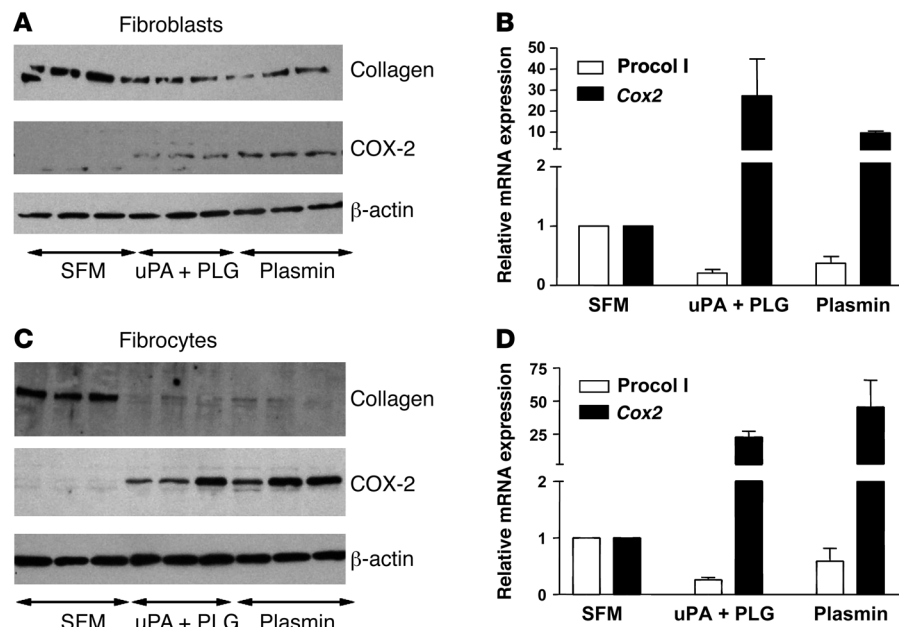 A
Fibroblasts
Collagen
COX-2
β-actin
SFM
uPA + PLG
Plasmin
B
Relative mRNA expression
50
40
30
20
10
2
1
0
Procol I
Cox2
SFM
uPA + PLG
Plasmin
C
Fibrocytes
Collagen
COX-2
β-actin
SFM
uPA + PLG
Plasmin
D
Relative mRNA expression
75
50
25
2
1
0
Procol I
Cox2
SFM
uPA + PLG
Plasmin